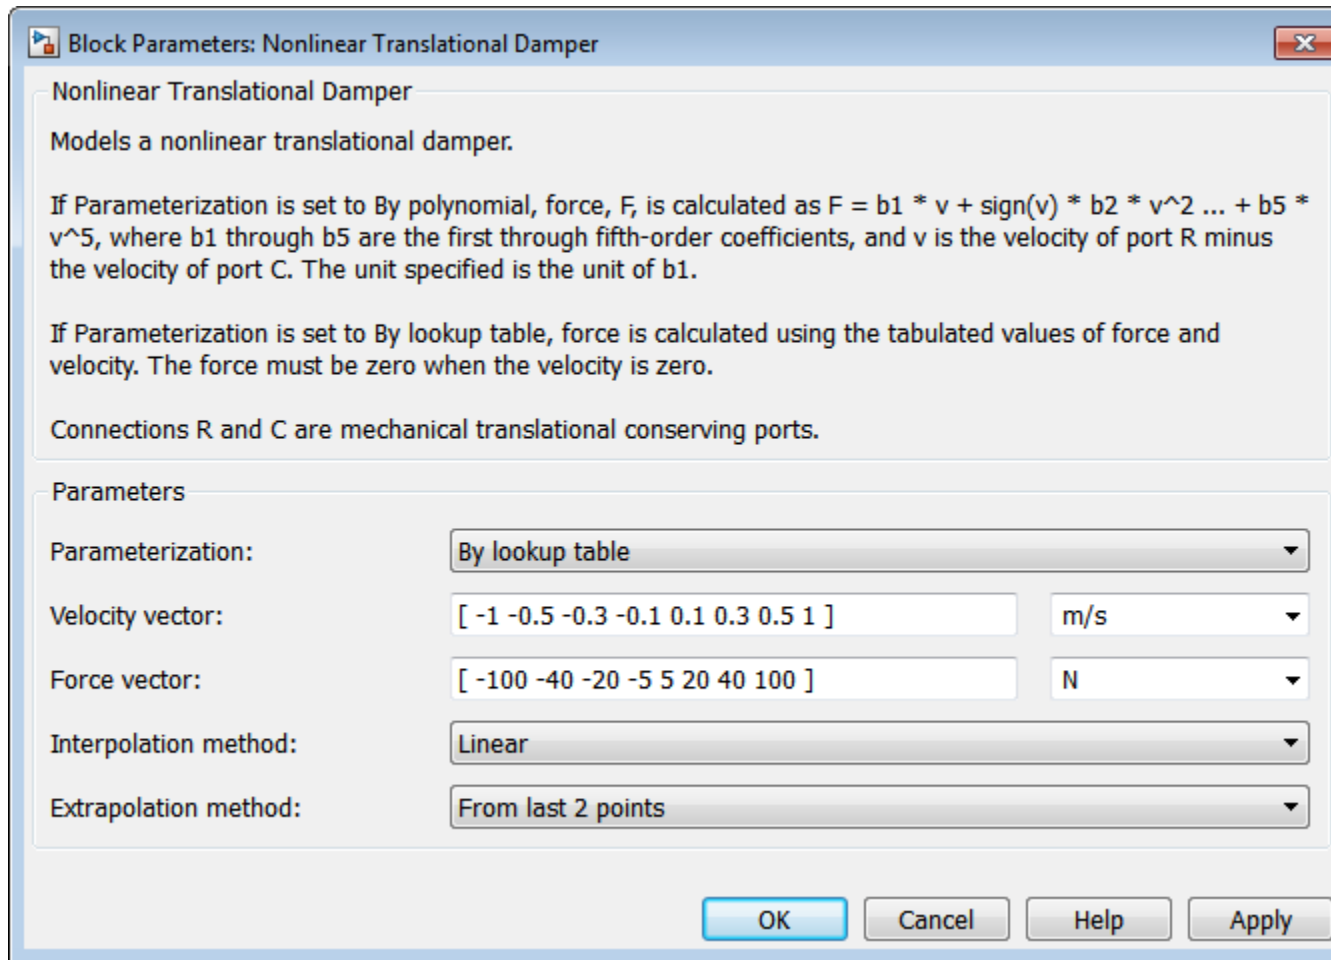 Block Parameters: Nonlinear Translational Damper
Nonlinear Translational Damper
Models a nonlinear translational damper.
If Parameterization is set to By polynomial, force, F, is calculated as F = b1 * v + sign(v) * b2 * v^2 ... + b5 *
v^5, where b1 through b5 are the first through fifth-order coefficients, and v is the velocity of port R minus
the velocity of port C. The unit specified is the unit of b1.
If Parameterization is set to By lookup table, force is calculated using the tabulated values of force and
velocity. The force must be zero when the velocity is zero.
Connections R and C are mechanical translational conserving ports.
Parameters
Parameterization: By lookup table
Velocity vector: [ -1 -0.5 -0.3 -0.1 0.1 0.3 0.5 1 ] m/s
Force vector: [ -100 -40 -20 -5 5 20 40 100 ] N
Interpolation method: Linear
Extrapolation method: From last 2 points
OK Cancel Help Apply